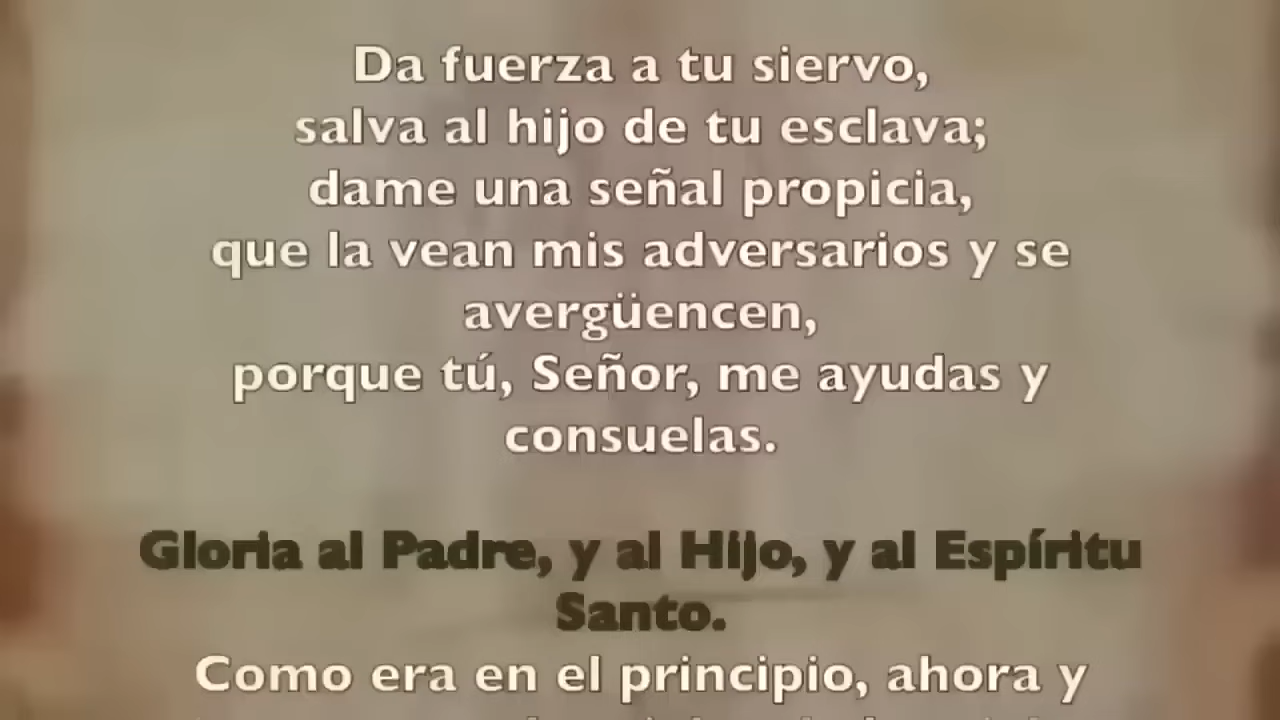 Da fuerza a tu siervo,
salva al hijo de tu esclava;
dame una señal propicia,
que la vean mis adversarios y se
avergüencen,
porque tú, Señor, me ayudas y
consuelas.
Gloria al Padre, y al Hijo, y al Espíritu
Santo.
Como era en el principio, ahora y